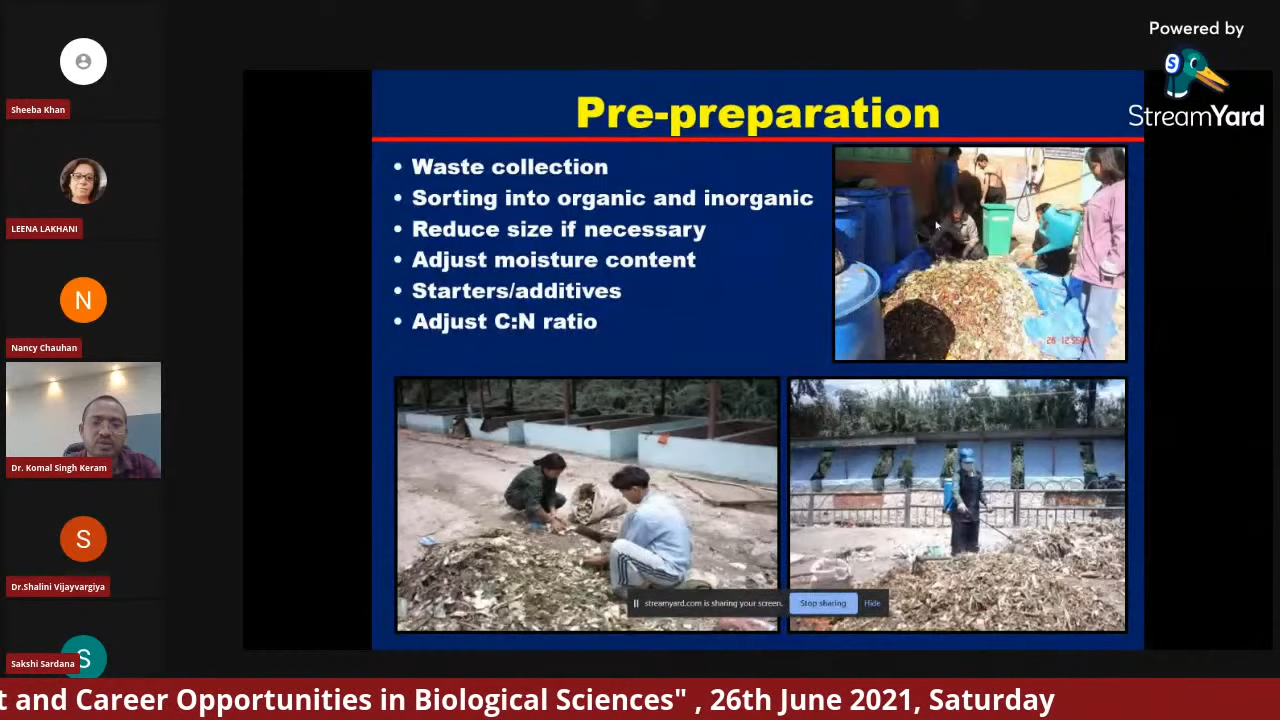 Powered by
StreamYard
Sheeba Khan
LEENA LAKHANI
N
Nancy Chauhan
Dr. Komal Singh Keram
S
Dr.Shalini Vijayvargiya
S
Sakshi Sardana
Pre-preparation
• Waste collection
• Sorting into organic and inorganic
• Reduce size if necessary
• Adjust moisture content
• Starters/additives
• Adjust C:N ratio
streamyard.com is sharing your screen.
Stop sharing
Hide
t and Career Opportunities in Biological Sciences" , 26th June 2021, Saturday